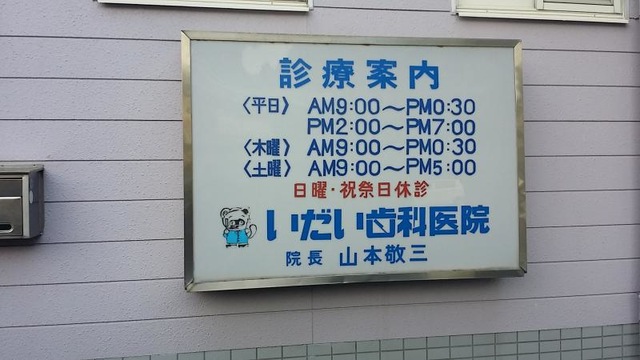 診療案内
〈平日〉 AM9:00〜PM0:30
PM2:00〜PM7:00
〈木曜〉 AM9:00〜PM0:30
〈土曜〉 AM9:00〜PM5:00
日曜・祝祭日休診
いだい歯科医院
院長 山本敬三